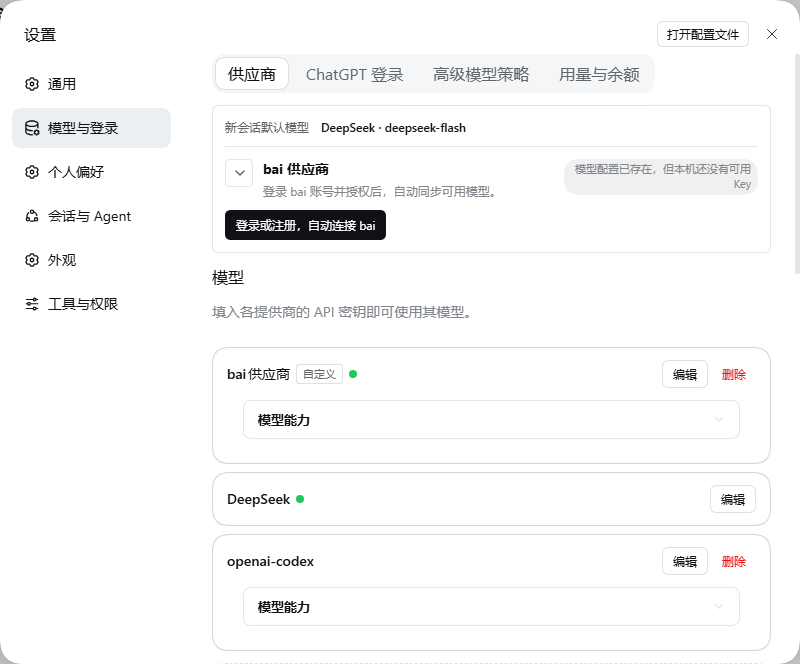 设置
打开配置文件
通用
模型与登录
个人偏好
会话与 Agent
外观
工具与权限
供应商
ChatGPT 登录
高级模型策略
用量与余额
新会话默认模型 DeepSeek · deepseek-flash
bai 供应商
登录 bai 账号并授权后，自动同步可用模型。
模型配置已存在，但本机还没有可用
Key
登录或注册，自动连接 bai
模型
填入各提供商的 API 密钥即可使用其模型。
bai 供应商 自定义
编辑
删除
模型能力
DeepSeek
编辑
openai-codex
编辑
删除
模型能力